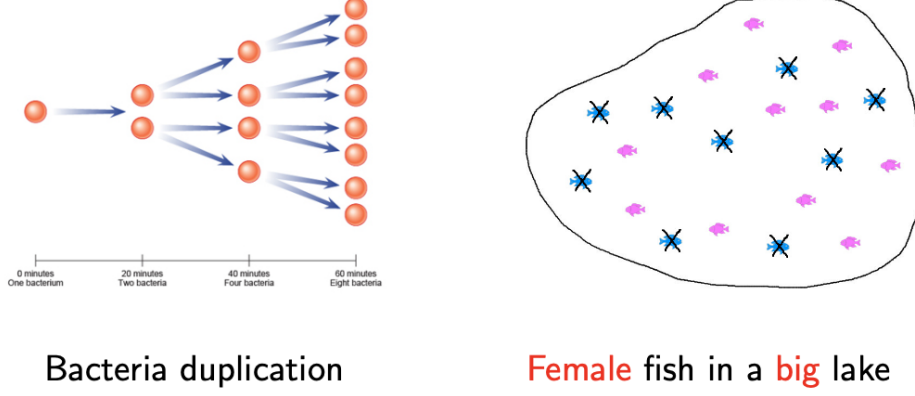 0 minutes
One bacterium
20 minutes
Two bacteria
40 minutes
Four bacteria
60 minutes
Eight bacteria
Bacteria duplication
Female fish in a big lake